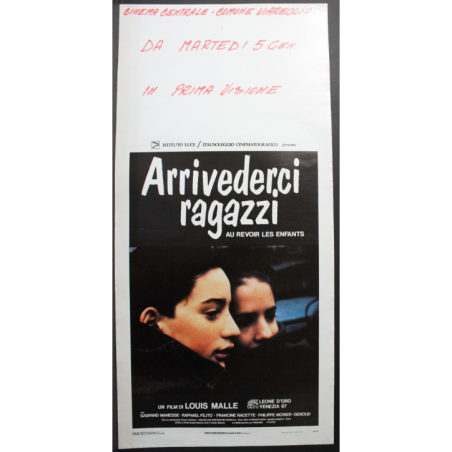 CINEMA CENTRALE - COMUNE VIAREGGIO
DA MARTEDI 5 GEN.
IN PRIMA VISIONE
ISTITUTO LUCE / ITALNOLEGGIO CINEMATOGRAFICO presenta
Arrivederci
ragazzi
AU REVOIR LES ENFANTS
UN FILM DI LOUIS MALLE
LEONE D'ORO
VENEZIA 87
con GASPARD MANESSE - RAPHAEL FEJTO - FRANCINE RACETTE - PHILIPPE MORIER-GENOUD